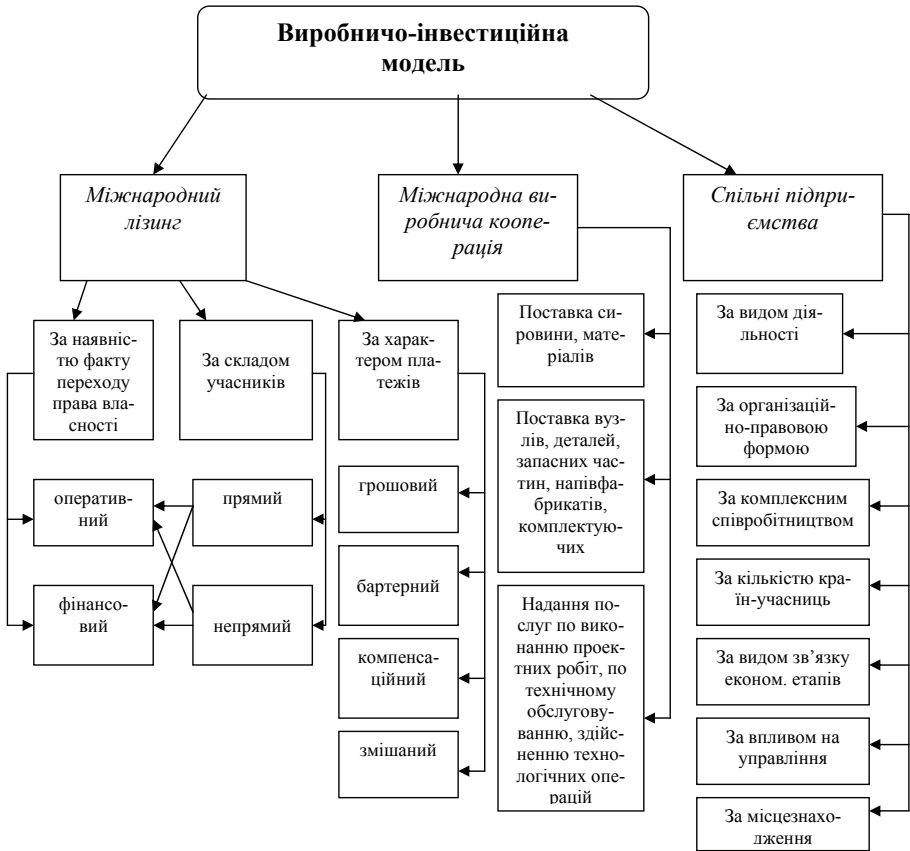 Виробничо-інвестиційна
модель
Міжнародний
лізинг
Міжнародна ви-
робнича коопе-
рація
Спільні підпри-
ємства
За наявніс-
тю факту
переходу
права вла-
сності
За складом
учасників
За харак-
тером пла-
тежів
оператив-
ний
прямий
фінансо-
вий
непрямий
грошовий
бартерний
компенса-
ційний
змішаний
Поставка си-
ровини, мате-
ріалів
Поставка вуз-
лів, деталей,
запасних час-
тин, напівфа-
брикатів,
комплектую-
чих
Надання по-
слуг по вико-
нанню проек-
тних робіт, по
технічному
обслугову-
ванню, здійс-
ненню техно-
логічних опе-
рацій
За видом дія-
льності
За організацій-
но-правовою
формою
За комплексним
співробітництвом
За кількістю кра-
їн-учасниць
За видом зв’язку
економ. етапів
За впливом на
управління
За місцезнахо-
дження